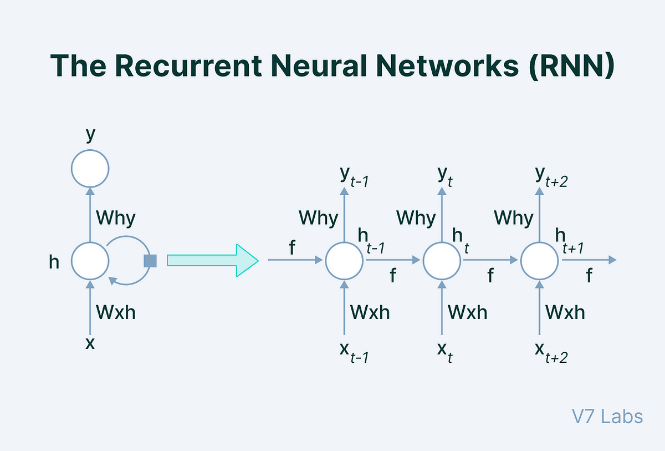 The Recurrent Neural Networks (RNN)
y
Why
h
Wxh
x
y t-1 y t y t+2
Why Why Why
f h t-1 h t h t+1
f f f
Wxh Wxh Wxh
x t-1 x t x t+2
V7 Labs